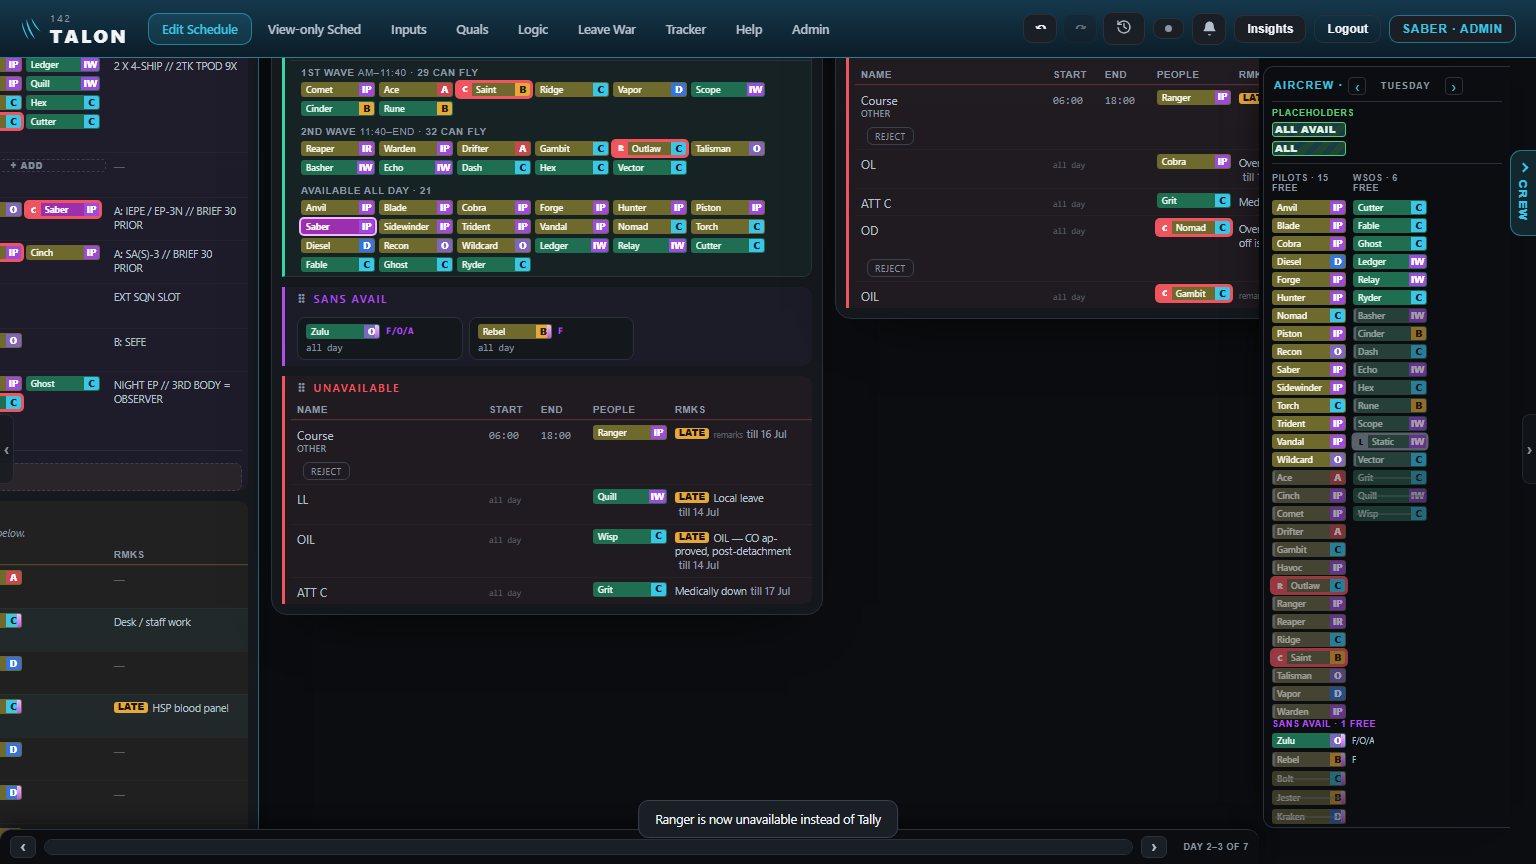 142
TALON
Edit Schedule
View-only Sched
Inputs
Quals
Logic
Leave War
Tracker
Help
Admin
Insights
Logout
SABER · ADMIN
IP Ledger IW 2 X 4-SHIP // 2TK TPOD 9X
IP Quill IW
C Hex C
C Cutter C
+ ADD —
O C Saber IP A: IEPE / EP-3N // BRIEF 30
PRIOR
IP Cinch IP A: SA(S)-3 // BRIEF 30
PRIOR
EXT SQN SLOT
O B: SEFE
IP Ghost C NIGHT EP // 3RD BODY =
C OBSERVER
below.
RMKS
A —
C Desk / staff work
D —
C LATE HSP blood panel
D —
D —
1ST WAVE AM–11:40 · 29 CAN FLY
Comet IP Ace A C Saint B Ridge C Vapor D Scope IW
Cinder B Rune B
2ND WAVE 11:40–END · 32 CAN FLY
Reaper IR Warden IP Drifter A Gambit C R Outlaw C Talisman O
Basher IW Echo IW Dash C Hex C Vector C
AVAILABLE ALL DAY · 21
Anvil IP Blade IP Cobra IP Forge IP Hunter IP Piston IP
Saber IP Sidewinder IP Trident IP Vandal IP Nomad C Torch C
Diesel D Recon O Wildcard O Ledger IW Relay IW Cutter C
Fable C Ghost C Ryder C
SANS AVAIL
Zulu O F/O/A
all day
Rebel B F
all day
UNAVAILABLE
NAME START END PEOPLE RMKS
Course 06:00 18:00 Ranger IP LATE remarks till 16 Jul
OTHER
REJECT
LL all day Quill IW LATE Local leave
till 14 Jul
OIL all day Wisp C LATE OIL — CO ap-
proved, post-detachment
till 14 Jul
ATT C all day Grit C Medically down till 17 Jul
NAME START END PEOPLE RMK
Course 06:00 18:00 Ranger IP LAT
OTHER
REJECT
OL all day Cobra IP Over
till 1
ATT C all day Grit C Med
OD all day C Nomad C Over
off is
REJECT
OIL all day C Gambit C remar
AIRCREW · ‹ TUESDAY ›
PLACEHOLDERS
ALL AVAIL
ALL
PILOTS · 15
FREE
WSOS · 6
FREE
Anvil IP Cutter C
Blade IP Fable C
Cobra IP Ghost C
Diesel D Ledger IW
Forge IP Relay IW
Hunter IP Ryder C
Nomad C Basher IW
Piston IP Cinder B
Recon O Dash C
Saber IP Echo IW
Sidewinder IP Hex C
Torch C Rune B
Trident IP Scope IW
Vandal IP L Static IW
Wildcard O Vector C
Ace A Grit C
Cinch IP Quill IW
Comet IP Wisp C
Drifter A
Gambit C
Havoc IP
R Outlaw C
Ranger IP
Reaper IR
Ridge C
C Saint B
Talisman O
Vapor D
Warden IP
SANS AVAIL · 1 FREE
Zulu O F/O/A
Rebel B F
Bolt C
Jester B
Kraken D
CREW
Ranger is now unavailable instead of Tally
DAY 2–3 OF 7